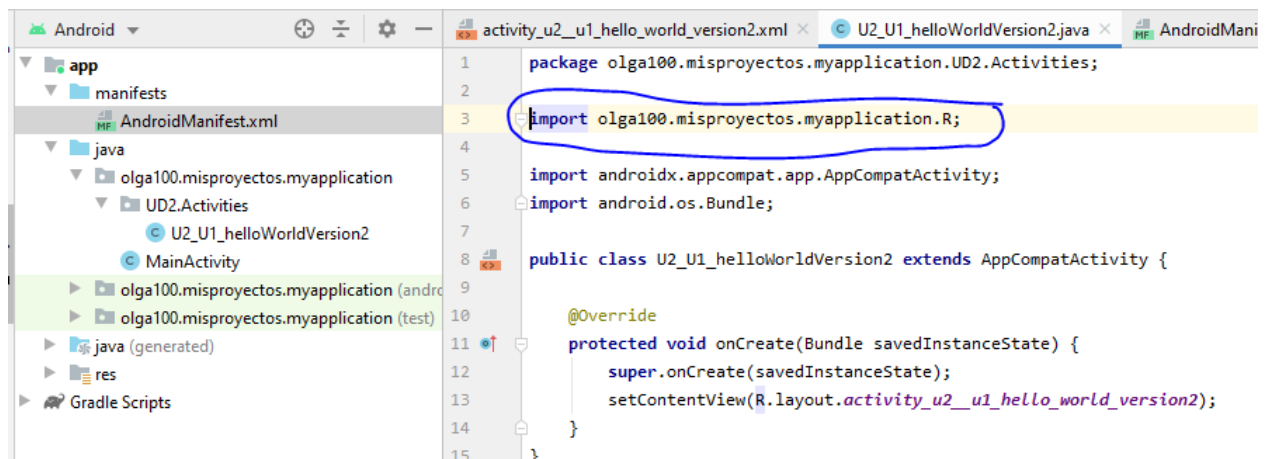 Android
activity_u2__u1_hello_world_version2.xml
U2_U1_helloWorldVersion2.java
AndroidMani
app
manifests
AndroidManifest.xml
java
olga100.misproyectos.myapplication
UD2.Activities
U2_U1_helloWorldVersion2
MainActivity
olga100.misproyectos.myapplication (andro
olga100.misproyectos.myapplication (test)
java (generated)
res
Gradle Scripts
1 package olga100.misproyectos.myapplication.UD2.Activities;
2
3 import olga100.misproyectos.myapplication.R;
4
5 import androidx.appcompat.app.AppCompatActivity;
6 import android.os.Bundle;
7
8 public class U2_U1_helloWorldVersion2 extends AppCompatActivity {
9
10 @Override
11 protected void onCreate(Bundle savedInstanceState) {
12 super.onCreate(savedInstanceState);
13 setContentView(R.layout.activity_u2__u1_hello_world_version2);
14 }
15 }